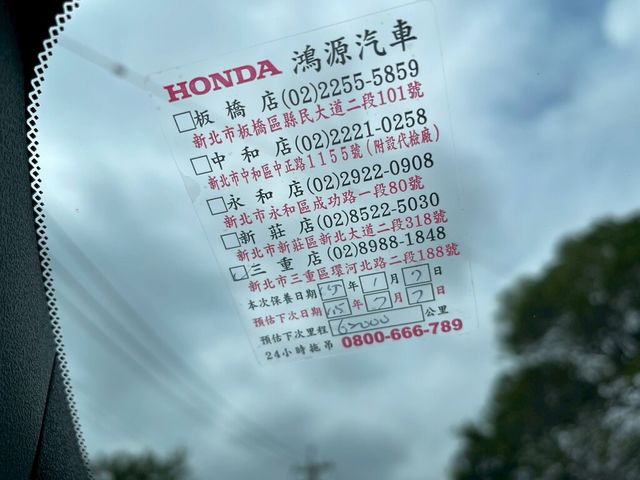 HONDA 鴻源汽車
板橋店(02)2255-5859
新北市板橋區縣民大道二段101號
中和店(02)2221-0258
新北市中和區中正路1155號(附設代檢廠)
永和店(02)2922-0908
新北市永和區成功路一段80號
新莊店(02)8522-5030
新北市新莊區新北大道二段318號
三重店(02)8988-1848
新北市三重區環河北路二段188號
本次保養日期 年 1 月 7 日
預估下次日期 15 年 7 月 7 日
預估下次里程 65000 公里
24小時拖吊 0800-666-789